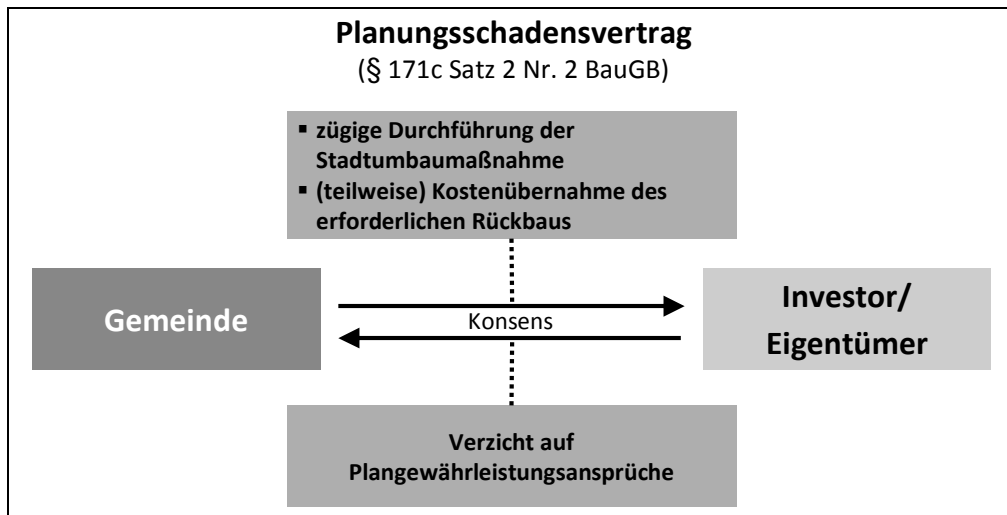 Planungsschadensvertrag
(§ 171c Satz 2 Nr. 2 BauGB)
▪ zügige Durchführung der
Stadtumbaumaßnahme
▪ (teilweise) Kostenübernahme des
erforderlichen Rückbaus
Gemeinde
Konsens
Investor/
Eigentümer
Verzicht auf
Plangewährleistungsansprüche